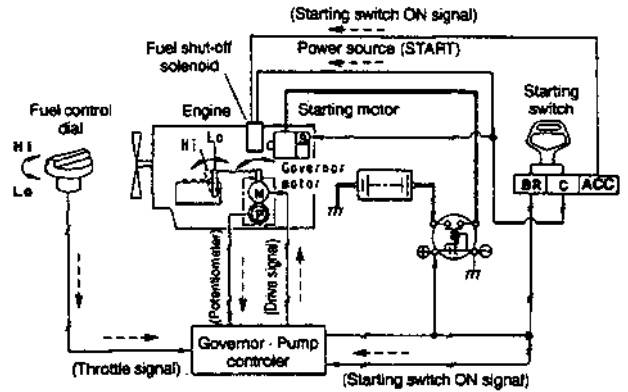 (Starting switch ON signal)
Fuel shut-off
solenoid
Power source (START)
Starting
switch
Fuel control
dial
Engine
Starting motor
Hi
Lo
Lo
Hi
Governor
motor
BR C ACC
M
P
(Potentiometer)
(Drive signal)
Governor - Pump
controler
(Throttle signal)
(Starting switch ON signal)